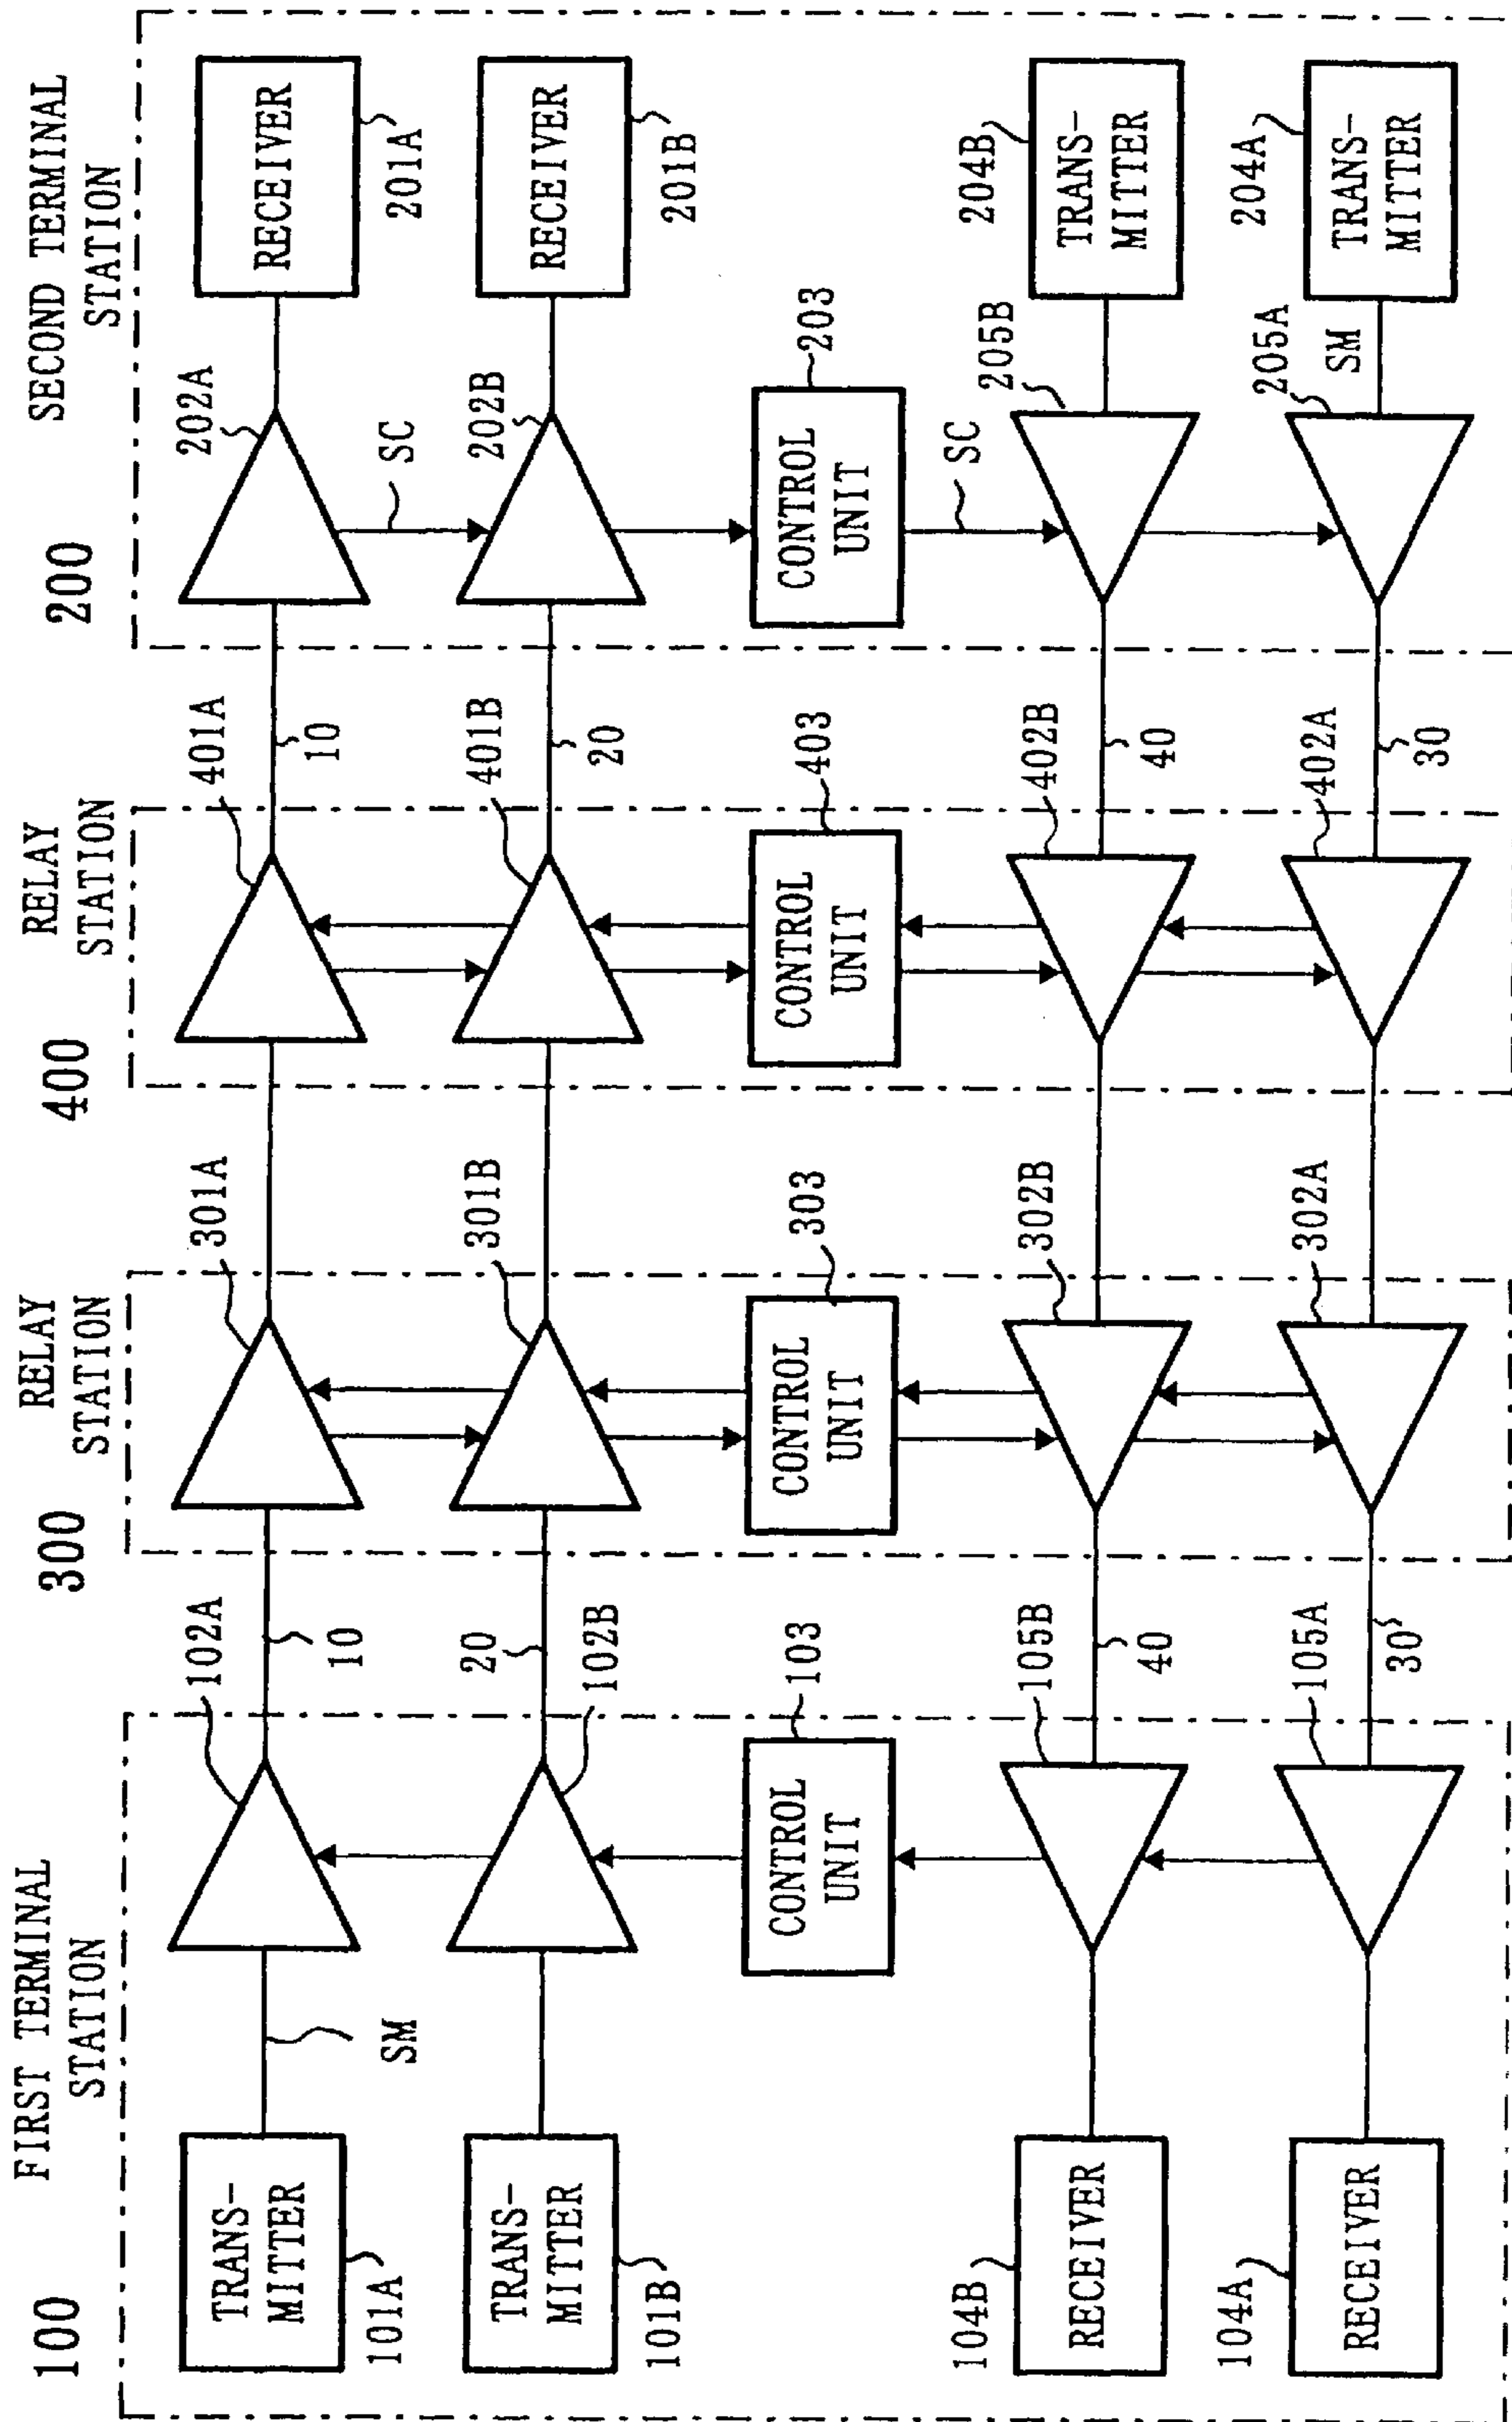 100
FIRST TERMINAL
STATION
300
RELAY
STATION
400
RELAY
STATION
200
SECOND TERMINAL
STATION
TRANS-
MITTER
101A
SM
102A
10
301A
401A
10
202A
RECEIVER
201A
SC
TRANS-
MITTER
101B
102B
20
301B
401B
20
202B
RECEIVER
201B
CONTROL
UNIT
103
CONTROL
UNIT
303
CONTROL
UNIT
403
CONTROL
UNIT
203
SC
104B
RECEIVER
105B
40
302B
402B
40
205B
204B
TRANS-
MITTER
104A
RECEIVER
105A
30
302A
402A
30
205A
SM
204A
TRANS-
MITTER